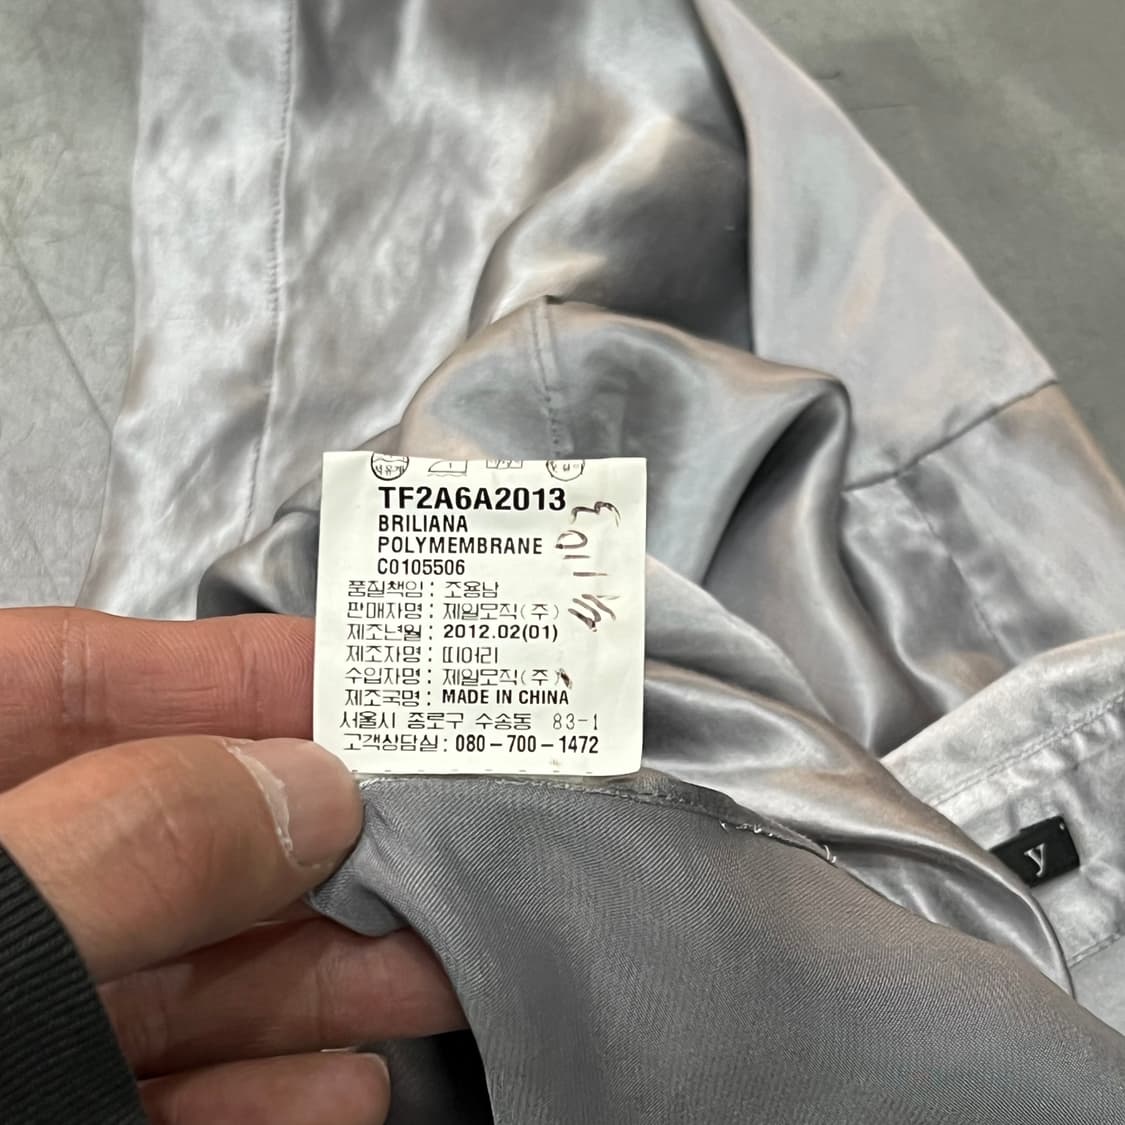 석유계
TF2A6A2013
BRILIANA
POLYMEMBRANE
C0105506
품질책임 : 조용남
판매자명 : 제일모직(주)
제조년월 : 2012.02(01)
제조자명 : 띠어리
수입자명 : 제일모직(주)
제조국명 : MADE IN CHINA
서울시 종로구 수송동 83-1
고객상담실 : 080-700-1472
y